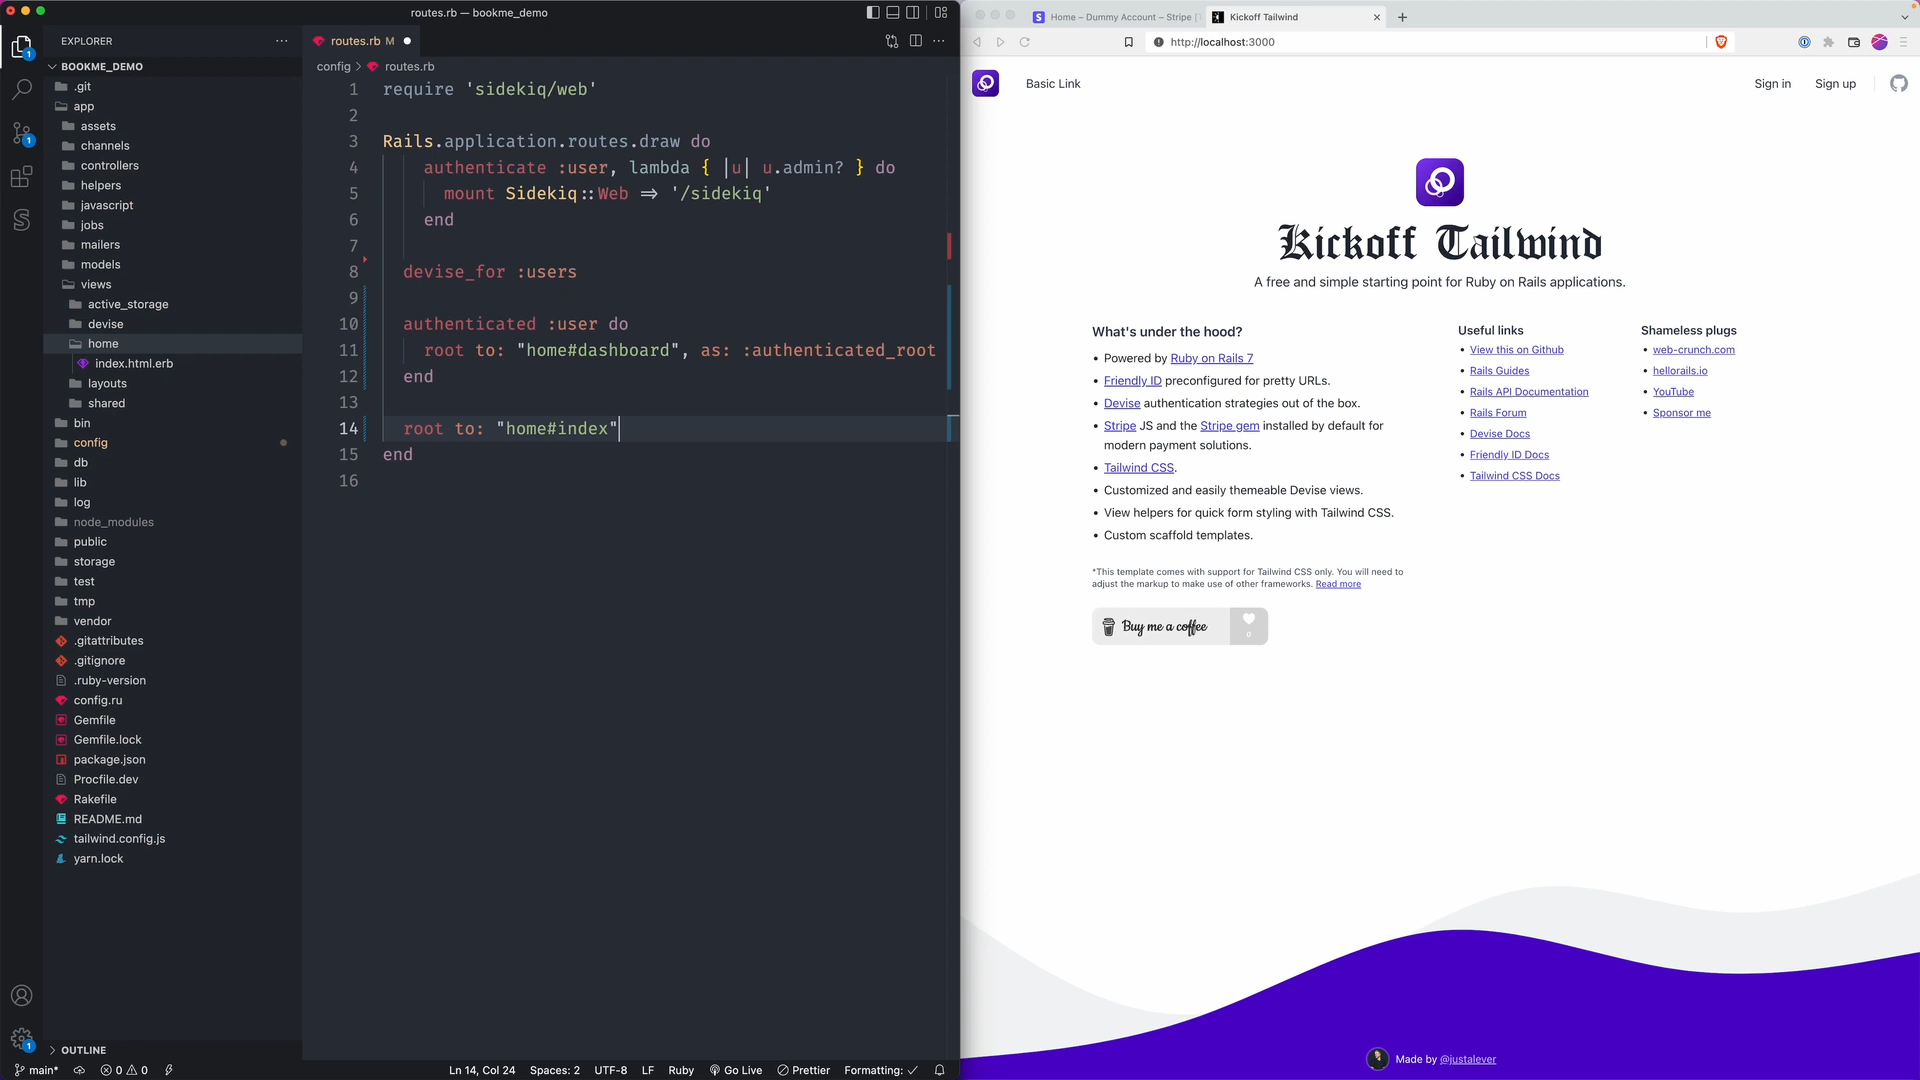 routes.rb — bookme_demo
EXPLORER
BOOKME_DEMO
.git
app
assets
channels
controllers
helpers
javascript
jobs
mailers
models
views
active_storage
devise
home
index.html.erb
layouts
shared
bin
config
db
lib
log
node_modules
public
storage
test
tmp
vendor
.gitattributes
.gitignore
.ruby-version
config.ru
Gemfile
Gemfile.lock
package.json
Procfile.dev
Rakefile
README.md
tailwind.config.js
yarn.lock
OUTLINE
routes.rb M
config > routes.rb
1 require 'sidekiq/web'
2
3 Rails.application.routes.draw do
4 authenticate :user, lambda { |u| u.admin? } do
5 mount Sidekiq::Web => '/sidekiq'
6 end
7
8 devise_for :users
9
10 authenticated :user do
11 root to: "home#dashboard", as: :authenticated_root
12 end
13
14 root to: "home#index"
15 end
16
main*
0 0
Ln 14, Col 24
Spaces: 2
UTF-8
LF
Ruby
Go Live
Prettier
Formatting: ✓
Home – Dummy Account – Stripe [
Kickoff Tailwind
http://localhost:3000
Basic Link
Sign in
Sign up
Kickoff Tailwind
A free and simple starting point for Ruby on Rails applications.
What's under the hood?
• Powered by Ruby on Rails 7
• Friendly ID preconfigured for pretty URLs.
• Devise authentication strategies out of the box.
• Stripe JS and the Stripe gem installed by default for
modern payment solutions.
• Tailwind CSS.
• Customized and easily themeable Devise views.
• View helpers for quick form styling with Tailwind CSS.
• Custom scaffold templates.
*This template comes with support for Tailwind CSS only. You will need to
adjust the markup to make use of other frameworks. Read more
Buy me a coffee
0
Useful links
• View this on Github
• Rails Guides
• Rails API Documentation
• Rails Forum
• Devise Docs
• Friendly ID Docs
• Tailwind CSS Docs
Shameless plugs
• web-crunch.com
• hellorails.io
• YouTube
• Sponsor me
Made by @justalever